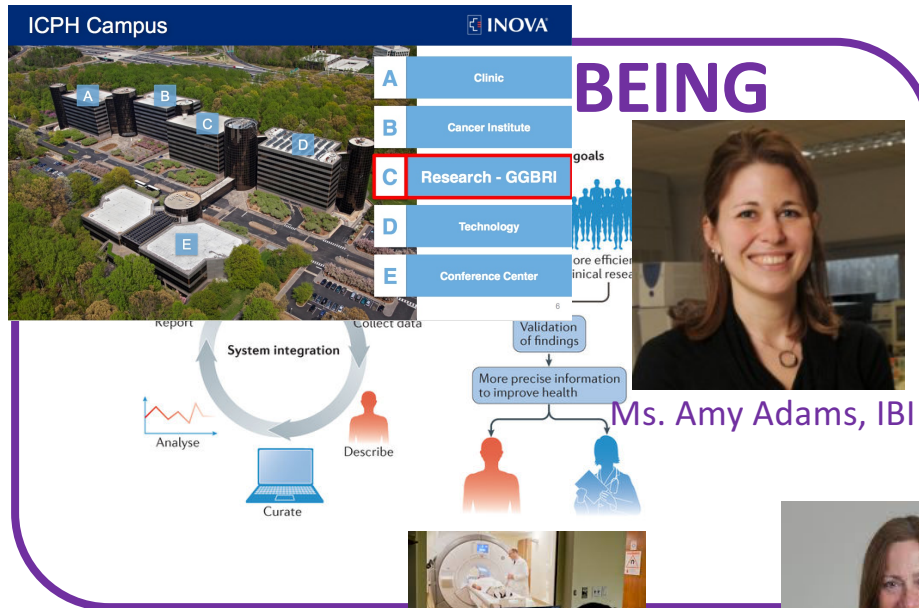 ICPH Campus
INOVA
A
B
C
D
E
A
Clinic
B
Cancer Institute
C
Research - GGBRI
D
Technology
E
Conference Center
6
BEING
goals
ore efficien
inical resea
Report
Collect data
System integration
Analyse
Describe
Curate
Validation
of findings
More precise information
to improve health
Ms. Amy Adams, IBI